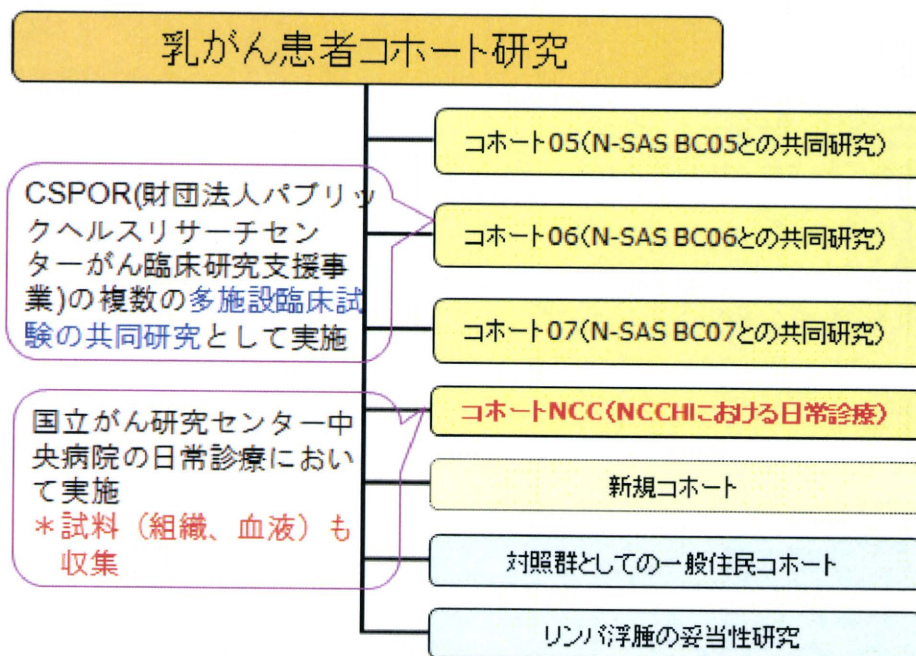 乳がん患者コホート研究
コホート05(N-SAS BC05との共同研究)
CSPOR(財団法人パブリッ
クヘルスリサーチセン
ターがん臨床研究支援事
業)の複数の多施設臨床試
験の共同研究として実施
コホート06(N-SAS BC06との共同研究)
コホート07(N-SAS BC07との共同研究)
コホートNCC(NCCHにおける日常診療)
国立がん研究センター中
央病院の日常診療におい
て実施
＊試料（組織、血液）も
収集
新規コホート
対照群としての一般住民コホート
リンパ浮腫の妥当性研究